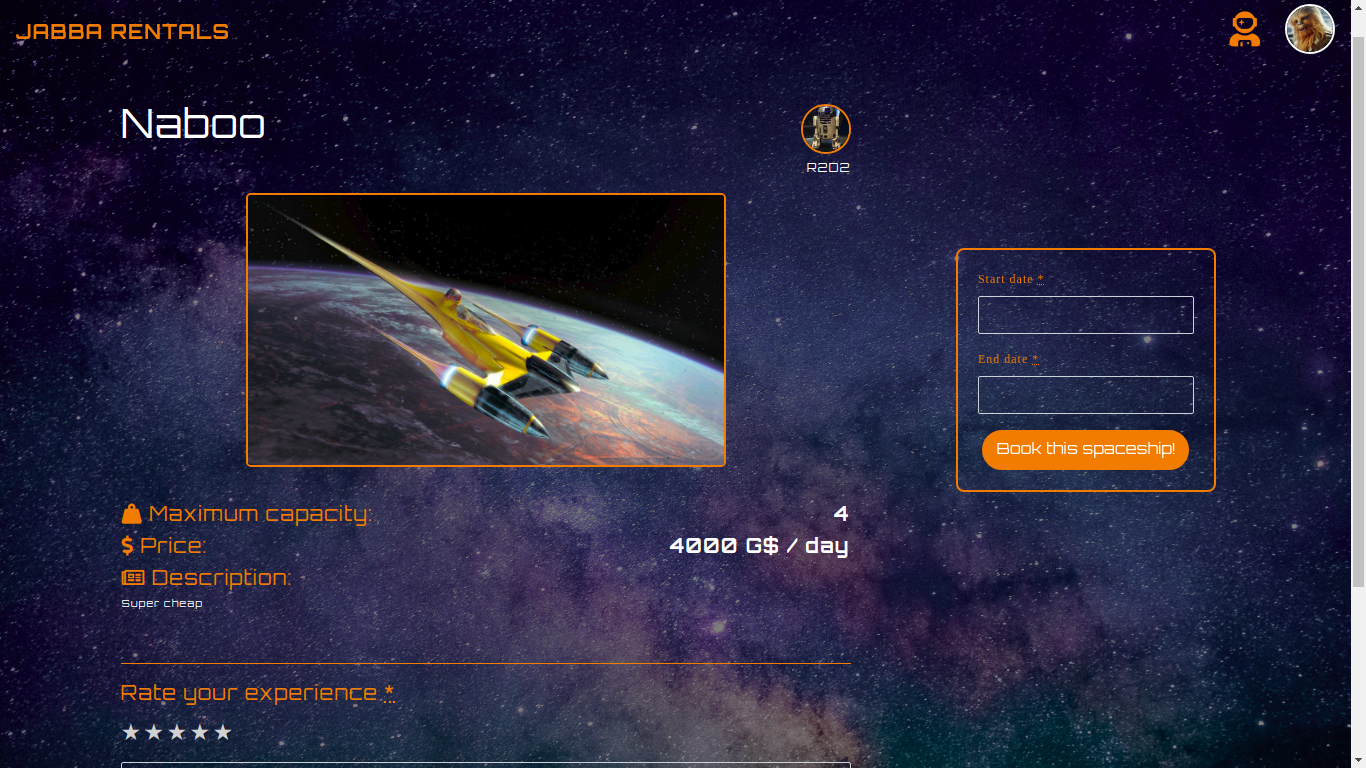 JABBA RENTALS
Naboo
R2D2
Start date *
End date *
Book this spaceship!
Maximum capacity: 4
$ Price: 4000 G$ / day
Description:
Super cheap
Rate your experience *
★★★★★